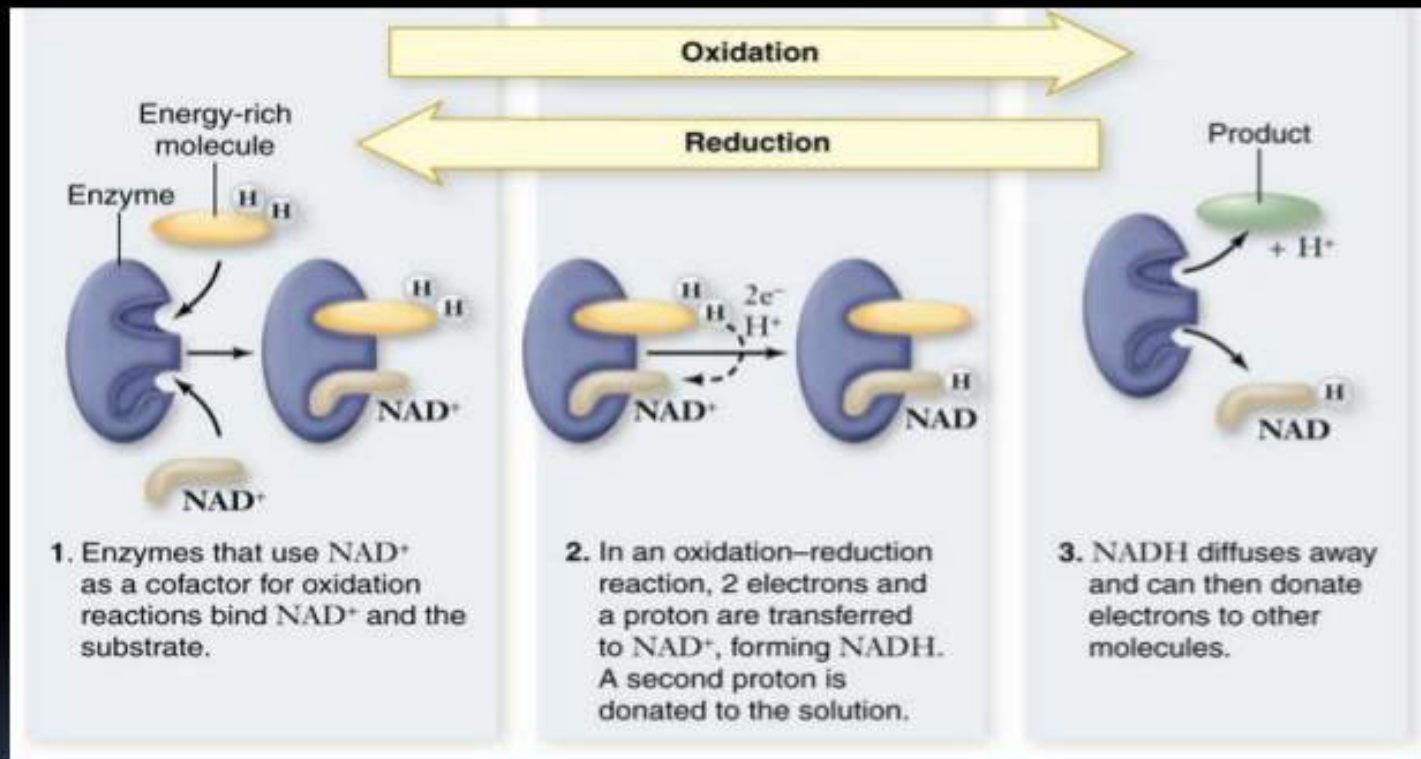 Oxidation
Reduction
Energy-rich
molecule
Enzyme
H
H
NAD⁺
H
H
NAD⁺
1. Enzymes that use NAD⁺
as a cofactor for oxidation
reactions bind NAD⁺ and the
substrate.
H
H
2e⁻
H⁺
NAD⁺
H
NAD
2. In an oxidation–reduction
reaction, 2 electrons and
a proton are transferred
to NAD⁺, forming NADH.
A second proton is
donated to the solution.
Product
+ H⁺
H
NAD
3. NADH diffuses away
and can then donate
electrons to other
molecules.